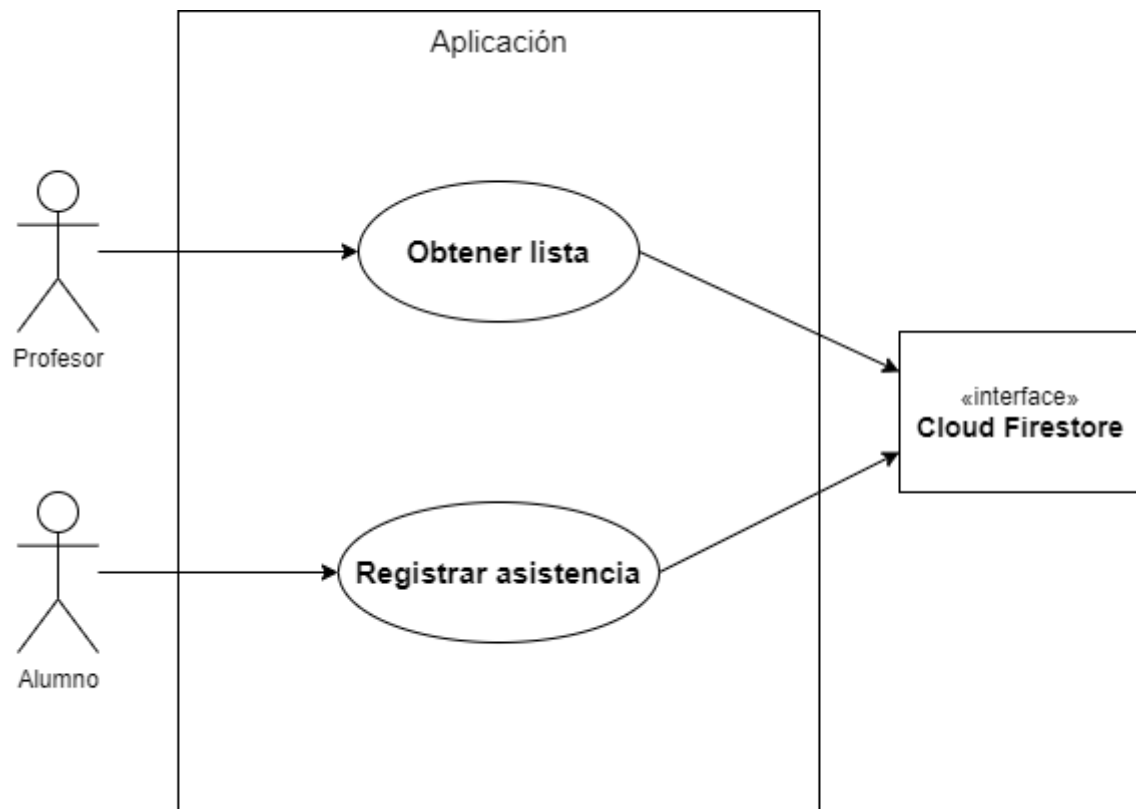 Aplicación
Obtener lista
Profesor
«interface»
Cloud Firestore
Registrar asistencia
Alumno